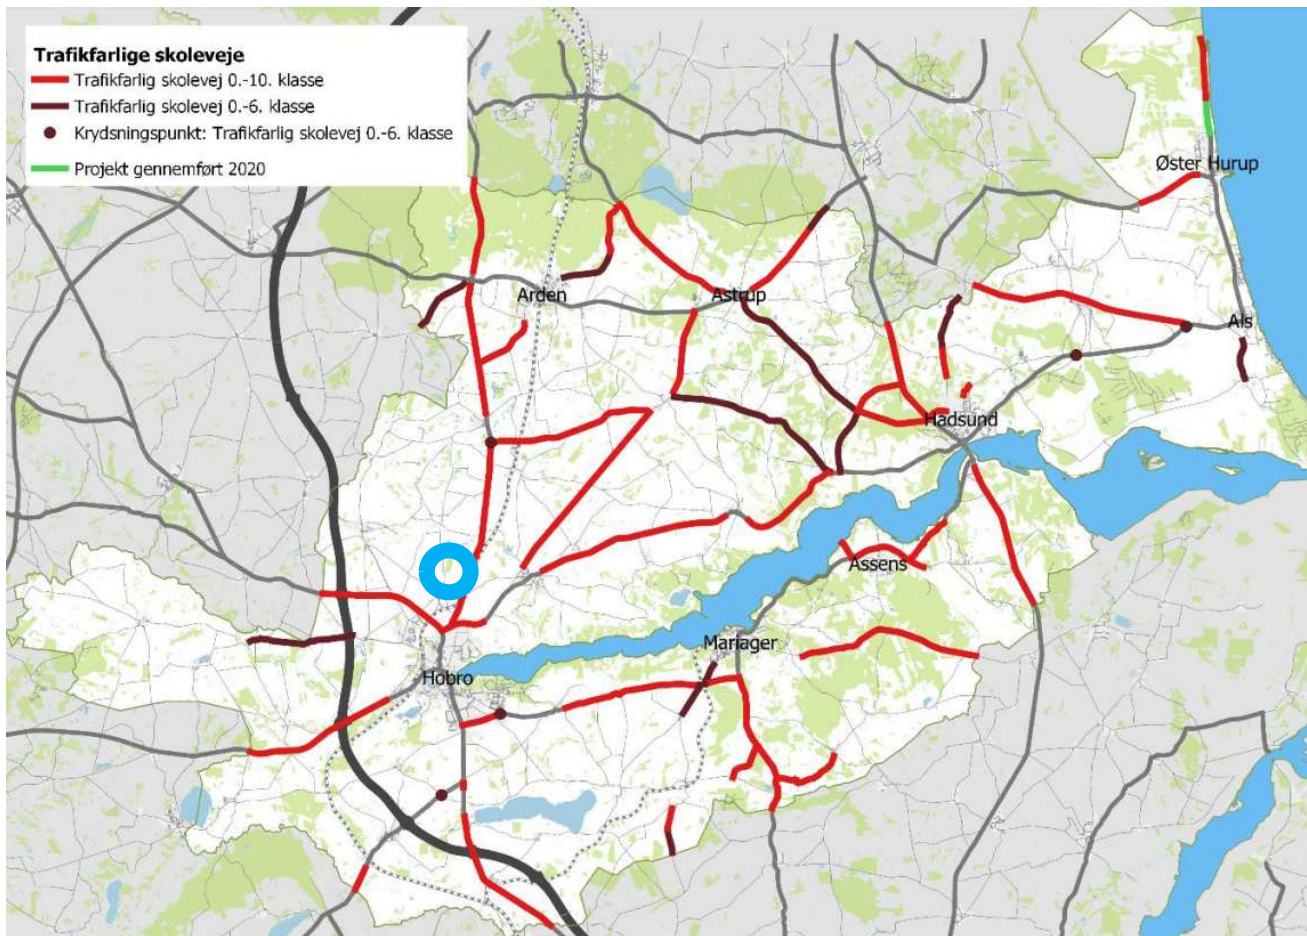 Trafikfarlige skoleveje
Trafikfarlig skolevej 0.-10. klasse
Trafikfarlig skolevej 0.-6. klasse
Krydsningspunkt: Trafikfarlig skolevej 0.-6. klasse
Projekt gennemført 2020
Øster Hurup
Arden
Astrup
Als
Hadsund
Assens
Mariager
Hobro